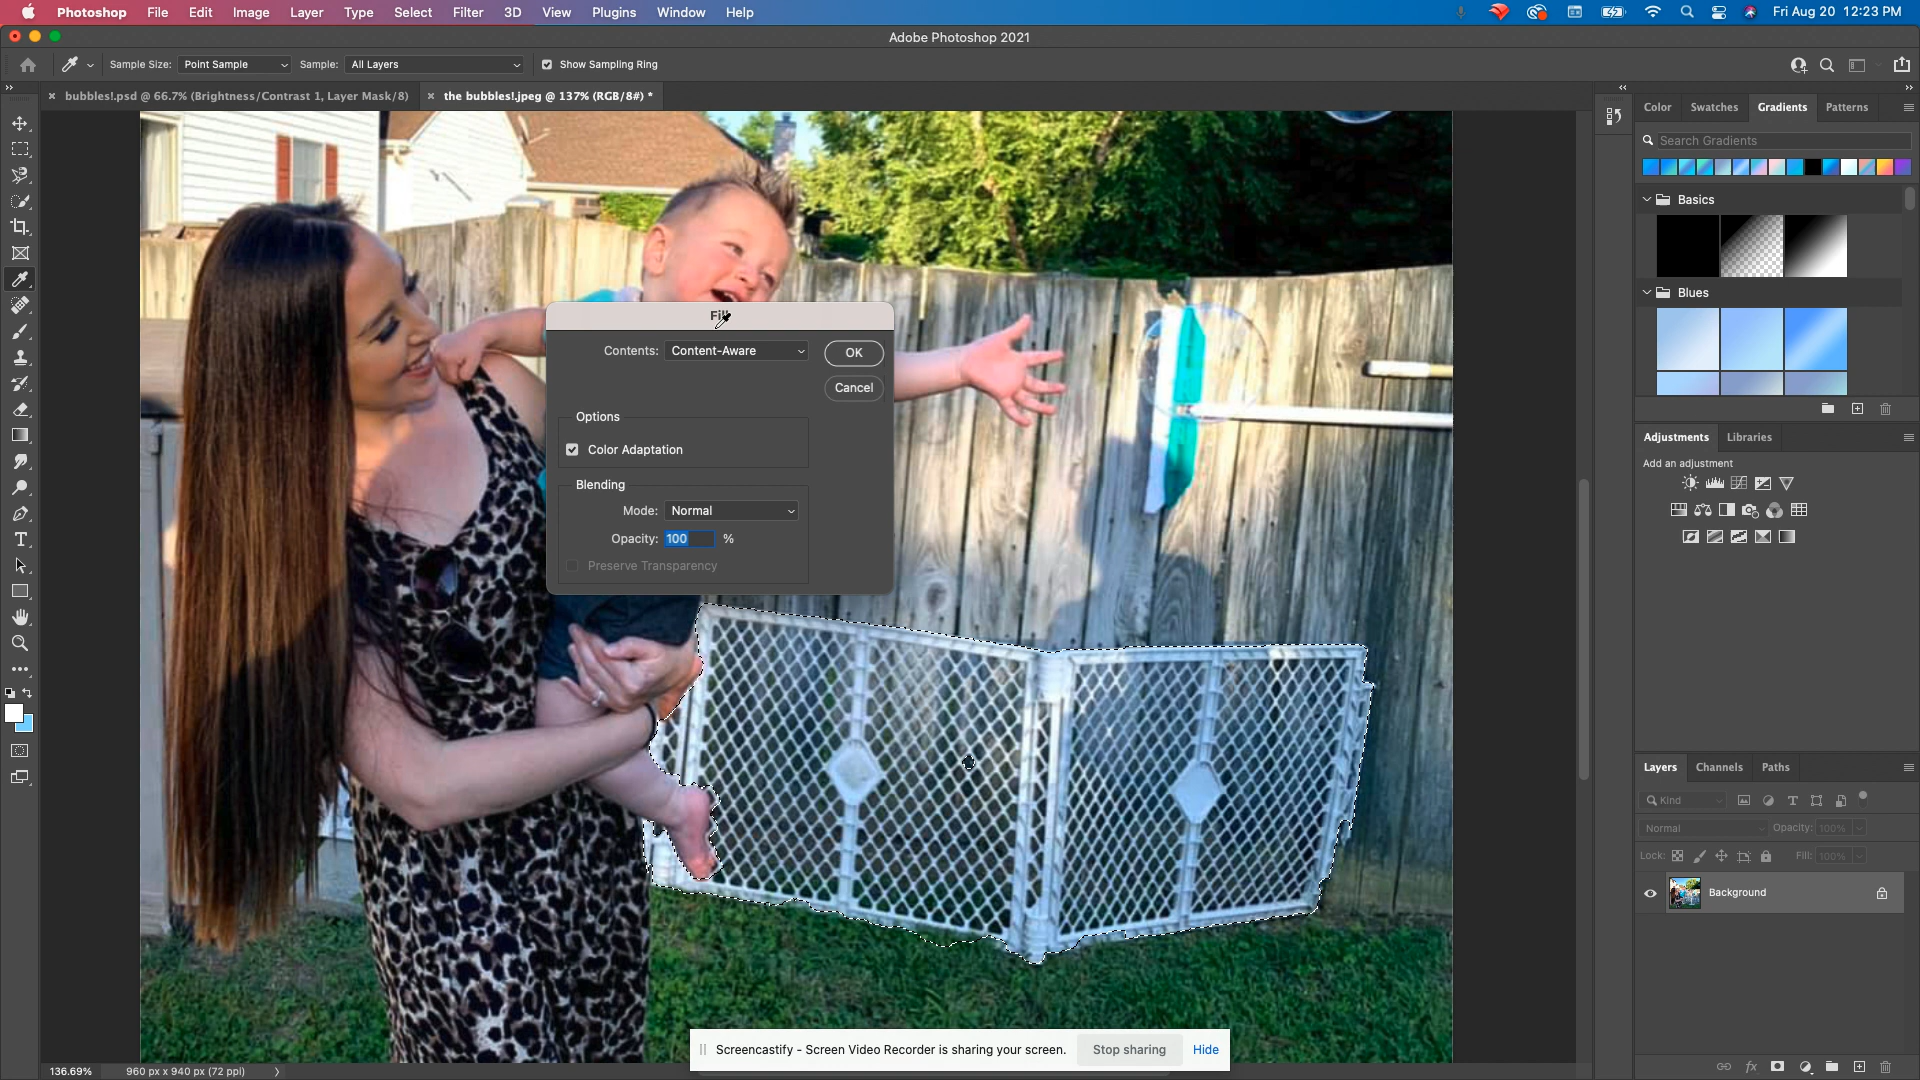 Photoshop File Edit Image Layer Type Select Filter 3D View Plugins Window Help Fri Aug 20 12:23 PM
Adobe Photoshop 2021
Sample Size: Point Sample Sample: All Layers Show Sampling Ring
bubbles!.psd @ 66.7% (Brightness/Contrast 1, Layer Mask/8) the bubbles!.jpeg @ 137% (RGB/8#) *
Color Swatches Gradients Patterns
Search Gradients
Basics
Blues
Fill
Contents: Content-Aware OK
Cancel
Options
Color Adaptation
Blending
Mode: Normal
Opacity: 100 %
Preserve Transparency
Adjustments Libraries
Add an adjustment
Layers Channels Paths
Kind
Normal Opacity: 100%
Lock: Fill: 100%
Background
Screencastify - Screen Video Recorder is sharing your screen. Stop sharing Hide
136.69% 960 px x 940 px (72 ppi)